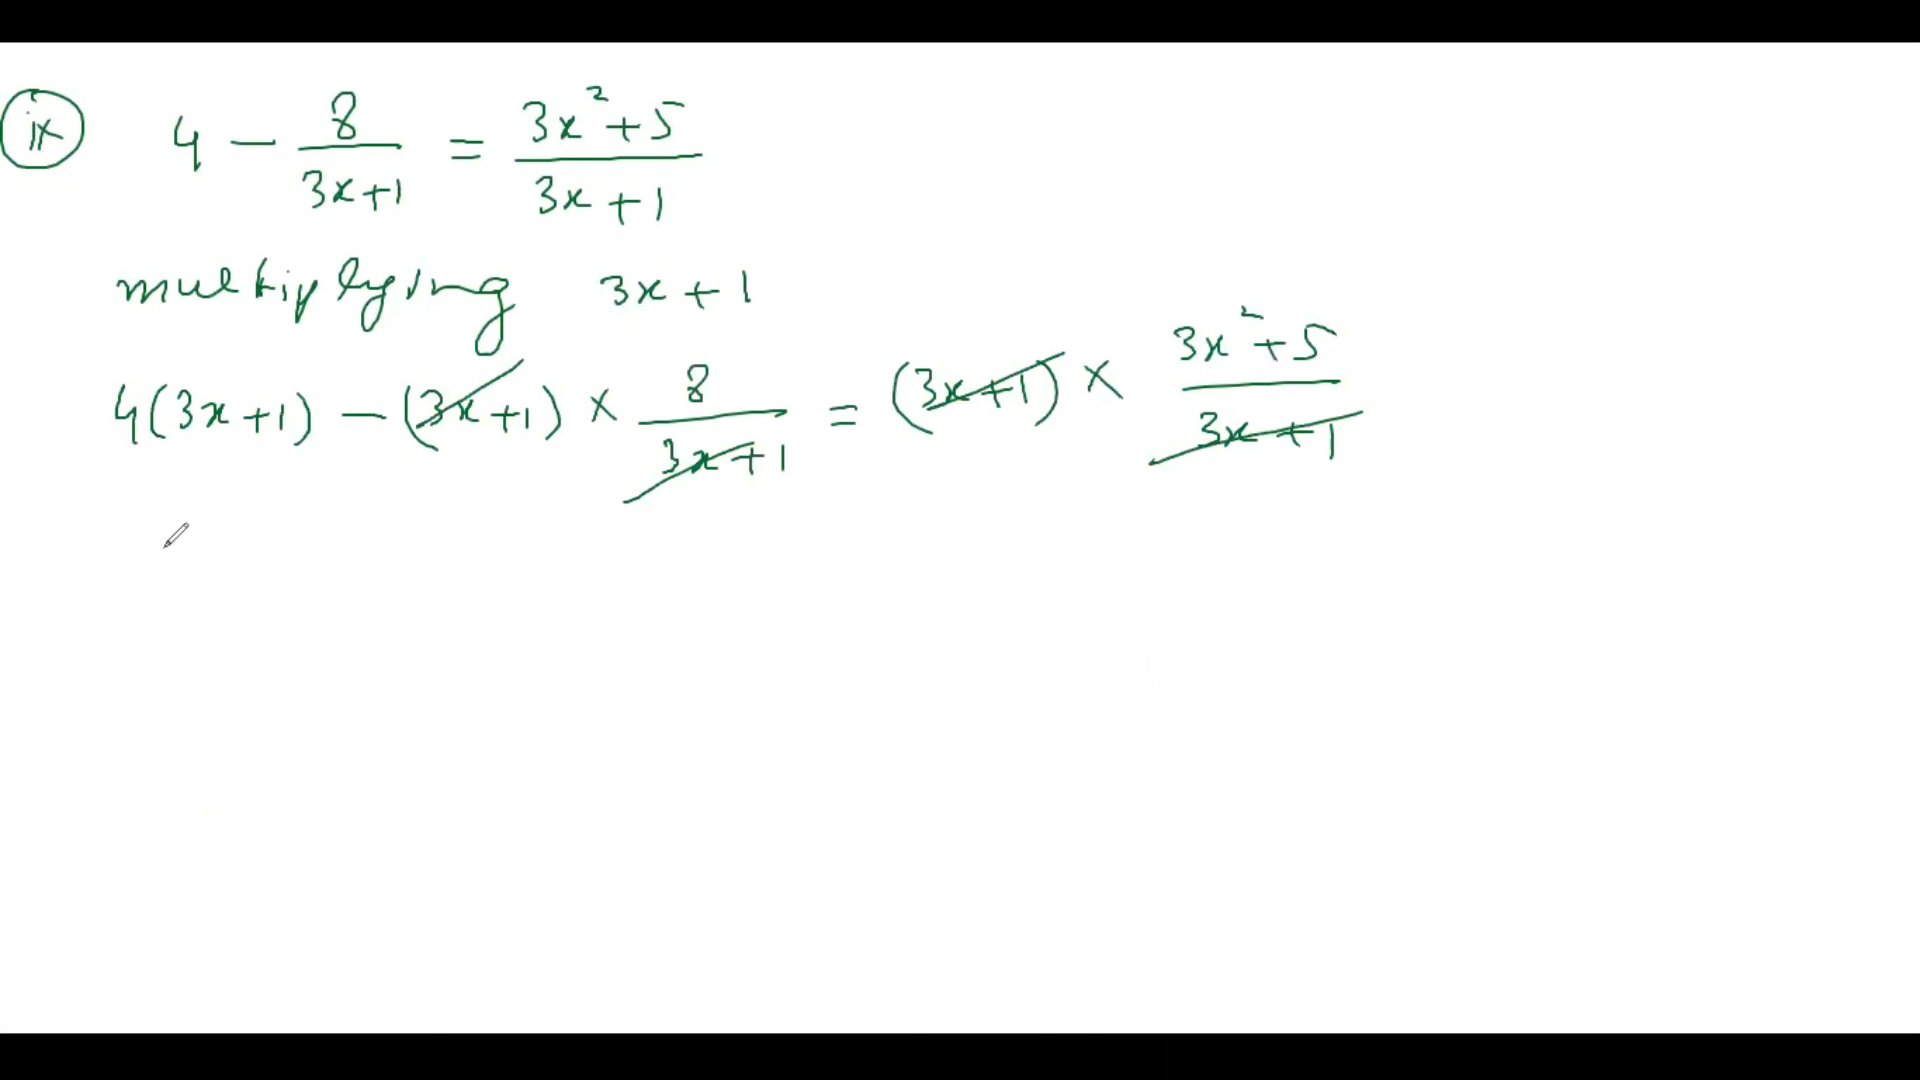 ix 4 - 8/(3x+1) = (3x²+5)/(3x+1)
multiplying 3x+1
4(3x+1) - (3x+1) × 8/(3x+1) = (3x+1) × (3x²+5)/(3x+1)